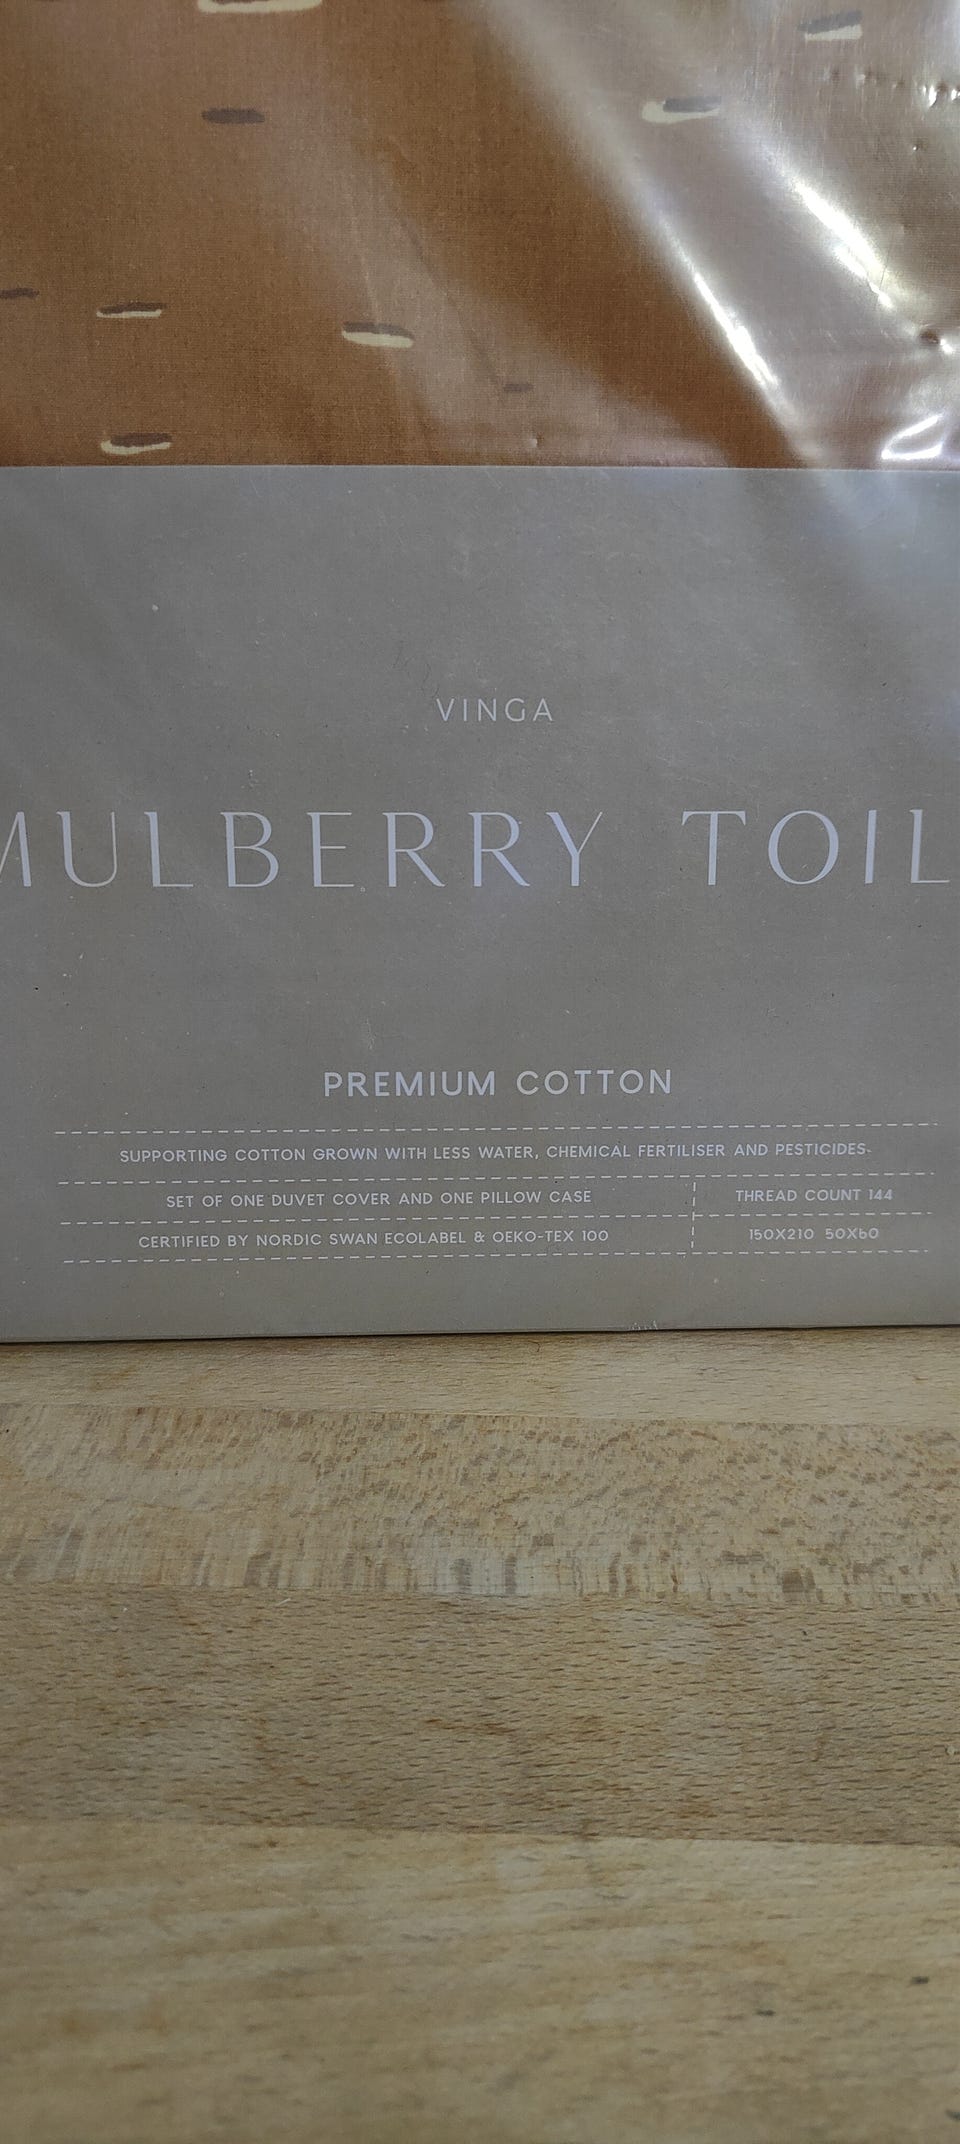 VINGA
MULBERRY TOIL
PREMIUM COTTON
SUPPORTING COTTON GROWN WITH LESS WATER, CHEMICAL FERTILISER AND PESTICIDES.
SET OF ONE DUVET COVER AND ONE PILLOW CASE
THREAD COUNT 144
CERTIFIED BY NORDIC SWAN ECOLABEL & OEKO-TEX 100
150X210 50X60